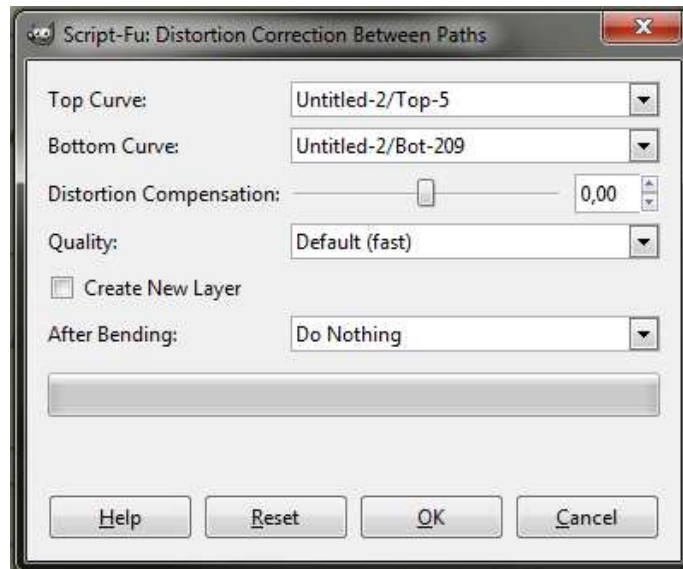 Script-Fu: Distortion Correction Between Paths
Top Curve: Untitled-2/Top-5
Bottom Curve: Untitled-2/Bot-209
Distortion Compensation: 0,00
Quality: Default (fast)
Create New Layer
After Bending: Do Nothing
Help Reset OK Cancel